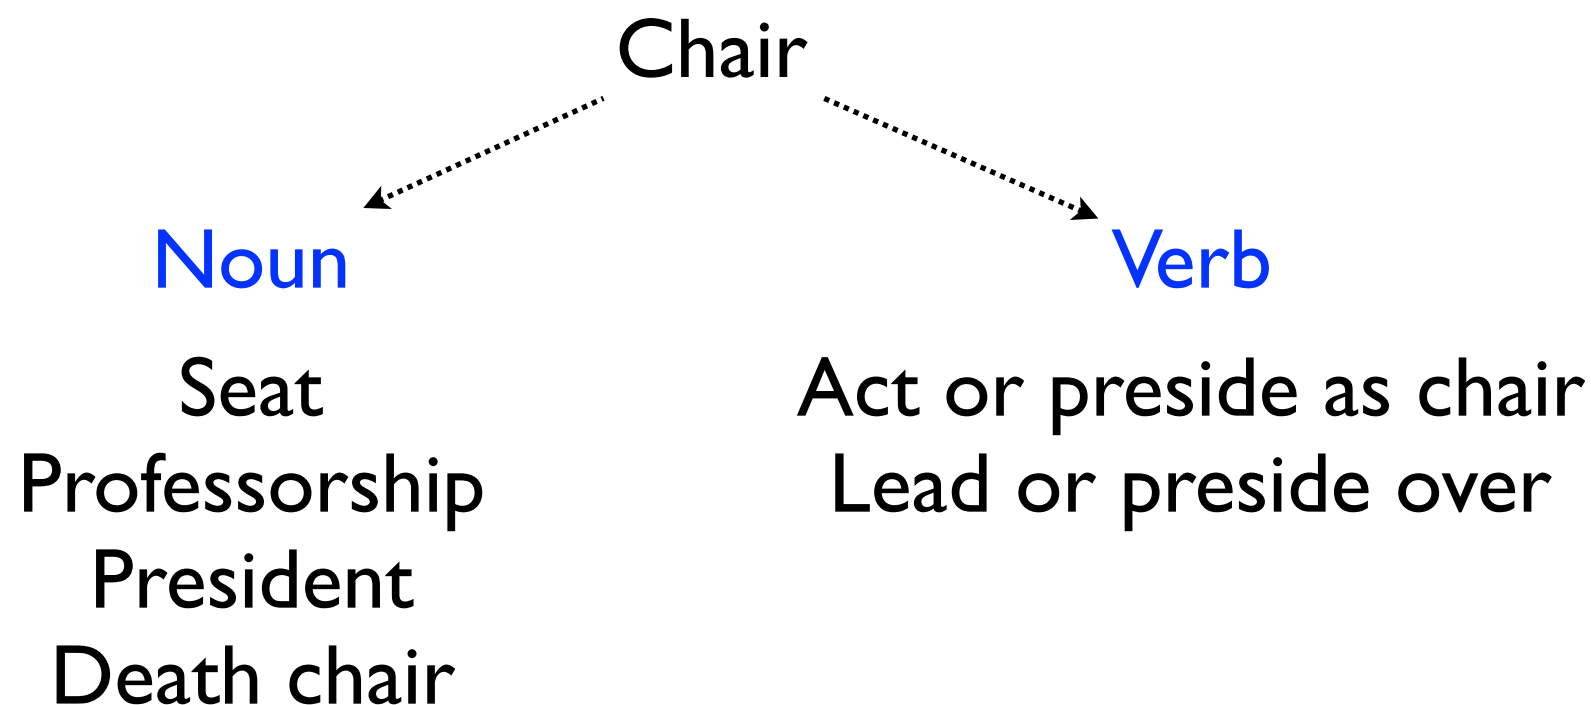 Chair
Noun
Verb
Seat
Professorship
President
Death chair
Act or preside as chair
Lead or preside over